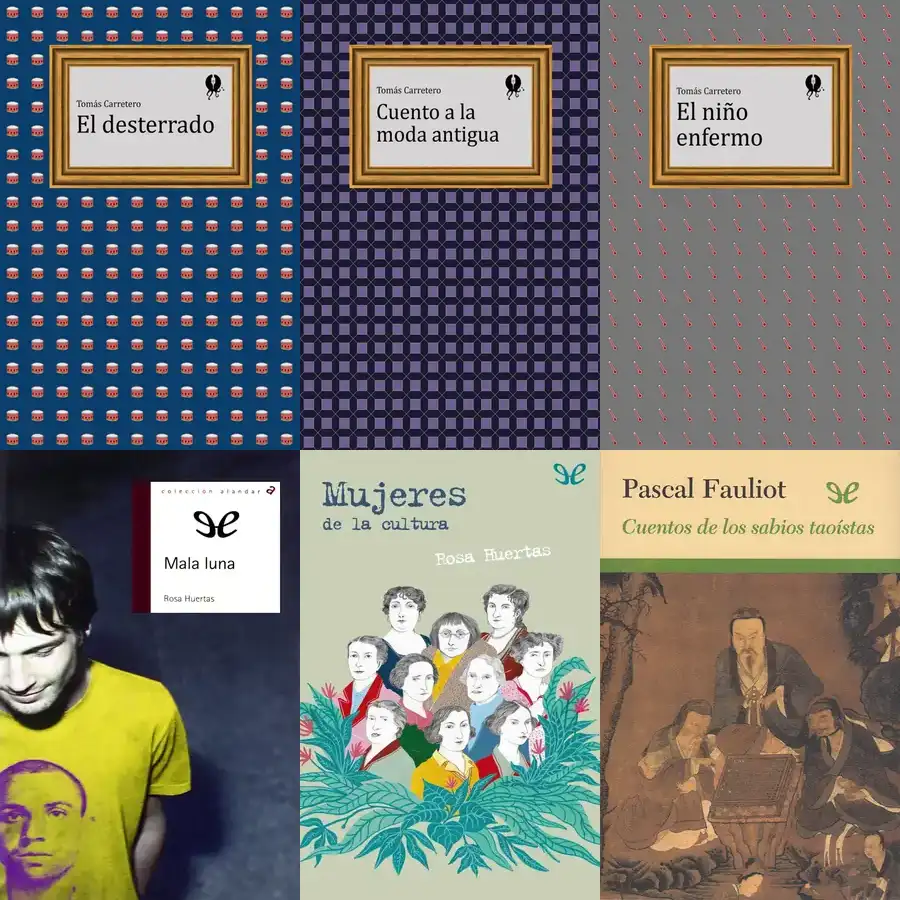 Tomás Carretero
El desterrado
Tomás Carretero
Cuento a la
moda antigua
Tomás Carretero
El niño
enfermo
colección alandar a
Mala luna
Rosa Huertas
Mujeres
de la cultura
Rosa Huertas
Pascal Fauliot
Cuentos de los sabios taoístas